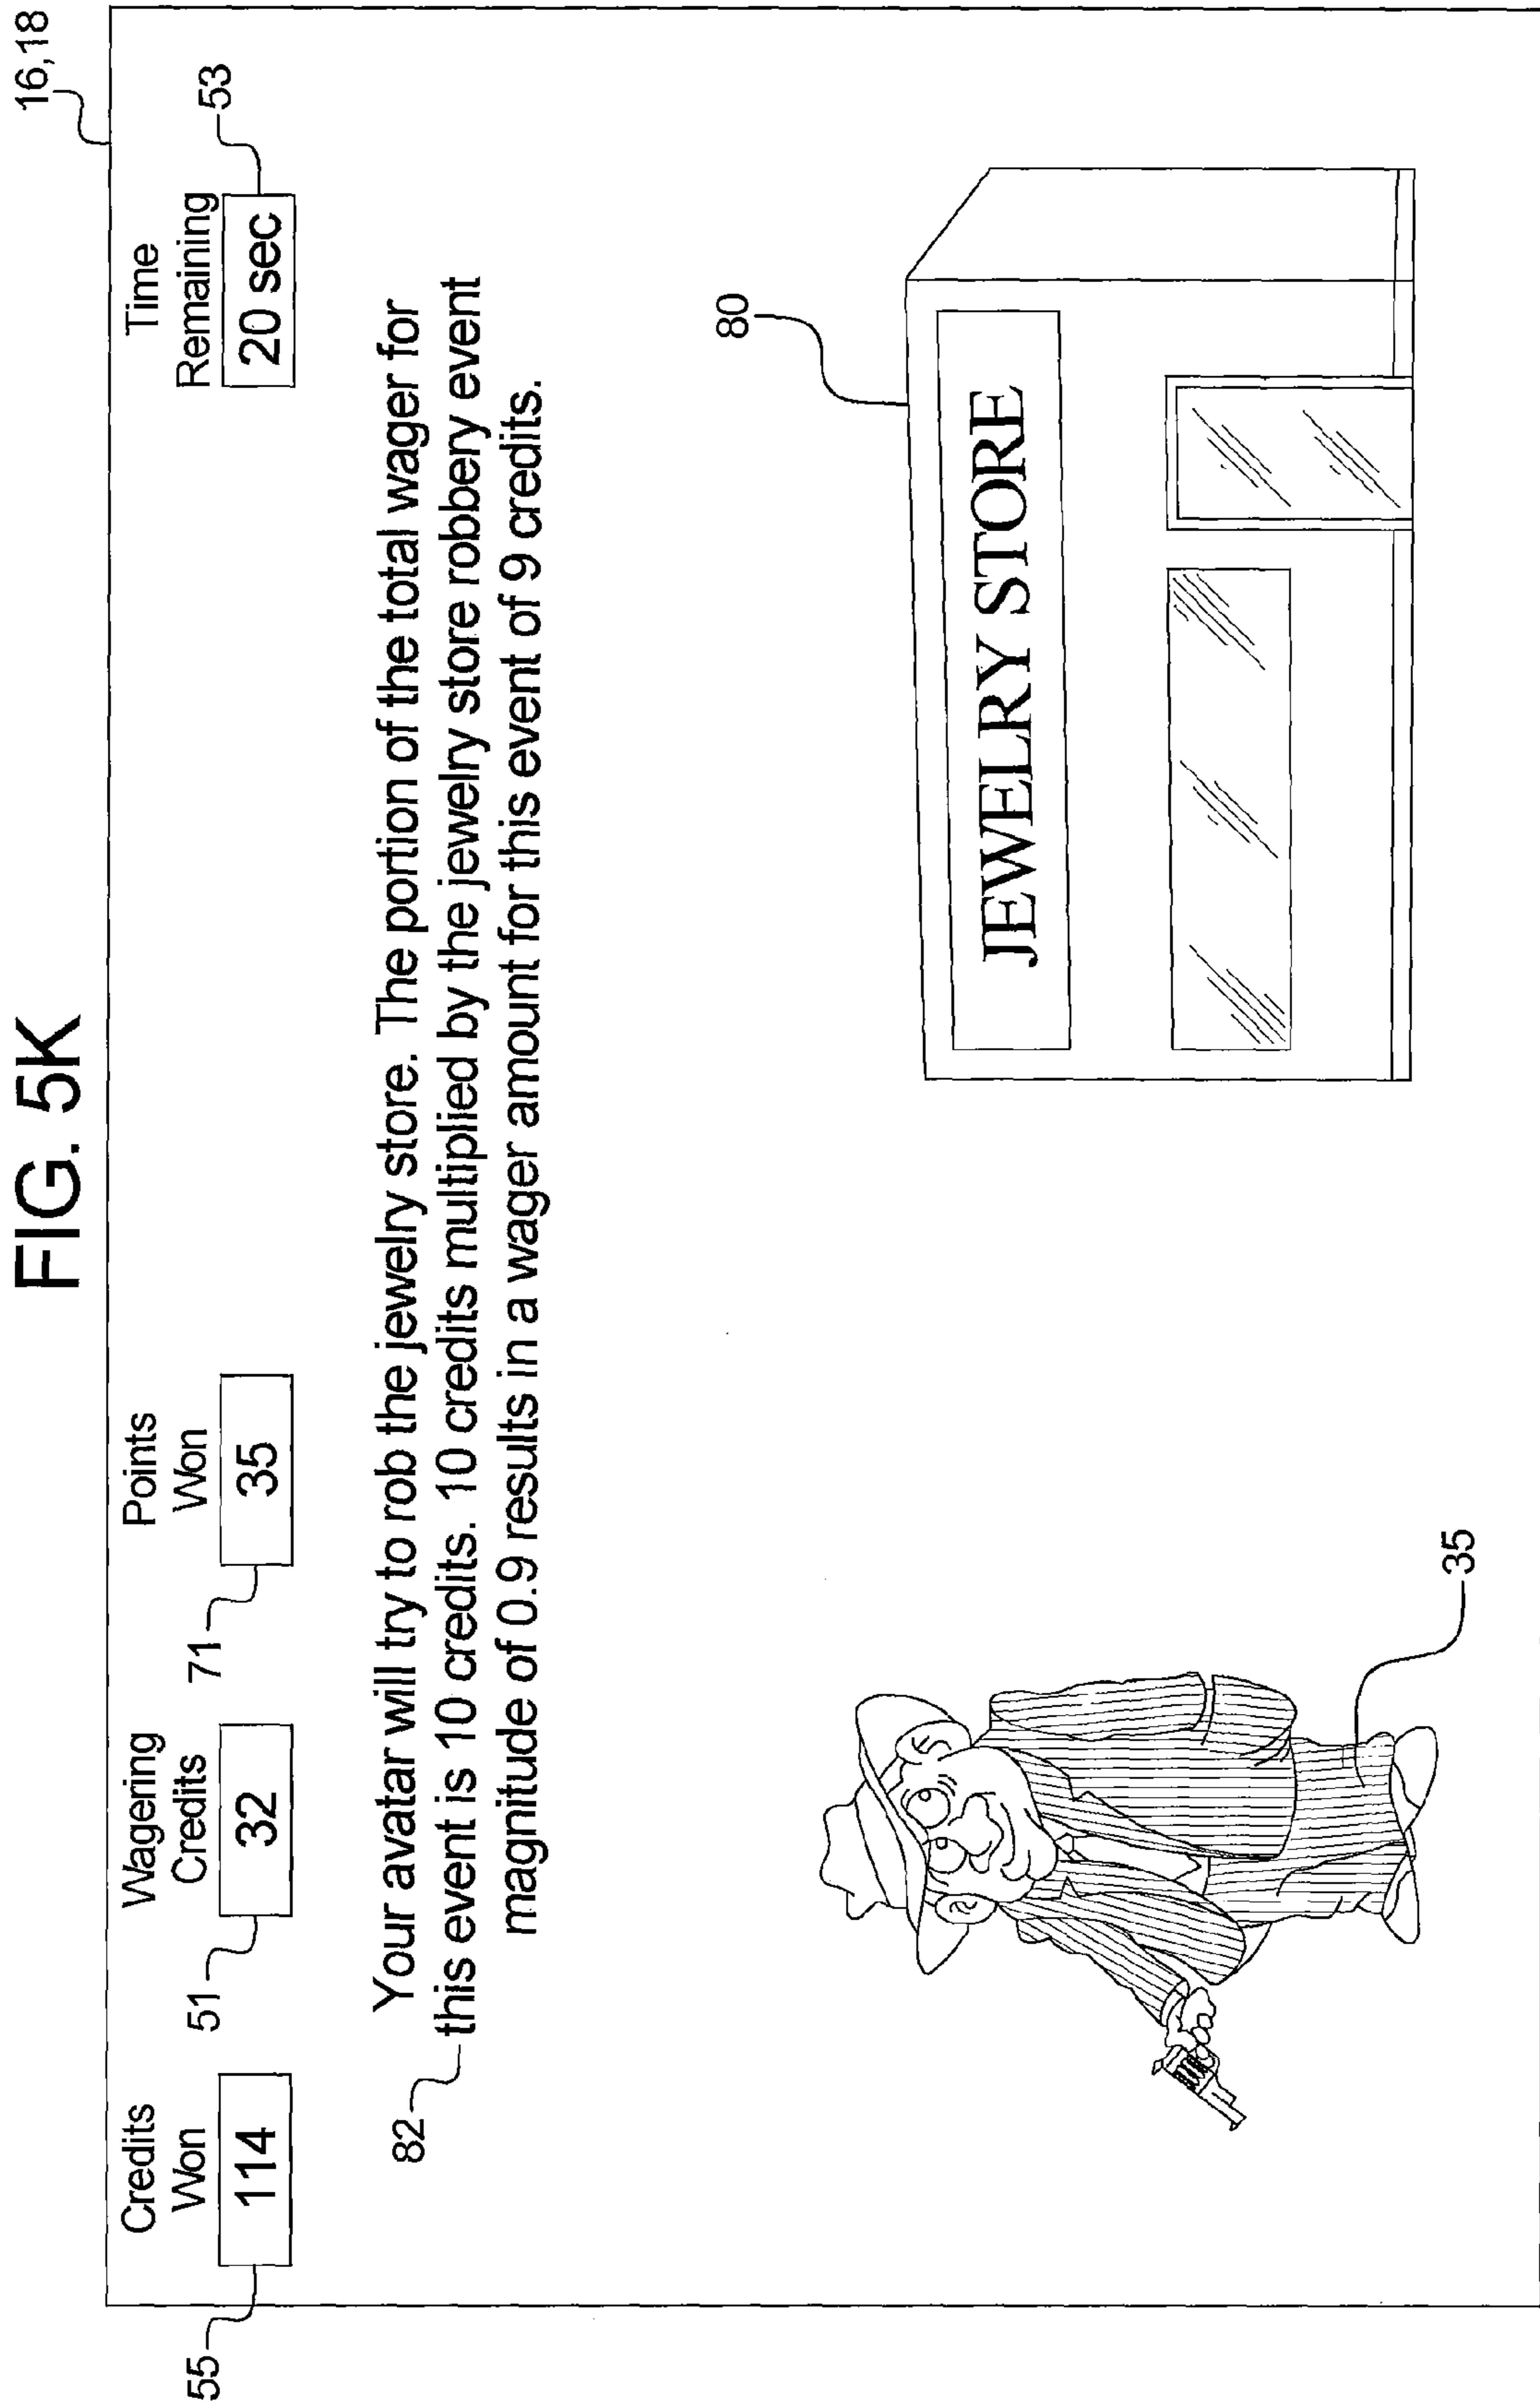 FIG. 5K
16,18
Credits
Won
114
55
Wagering
Credits
32
51
Points
Won
35
71
Time
Remaining
20 sec
53
Your avatar will try to rob the jewelry store. The portion of the total wager for
this event is 10 credits. 10 credits multiplied by the jewelry store robbery event
magnitude of 0.9 results in a wager amount for this event of 9 credits.
82
80
JEWELRY STORE
35